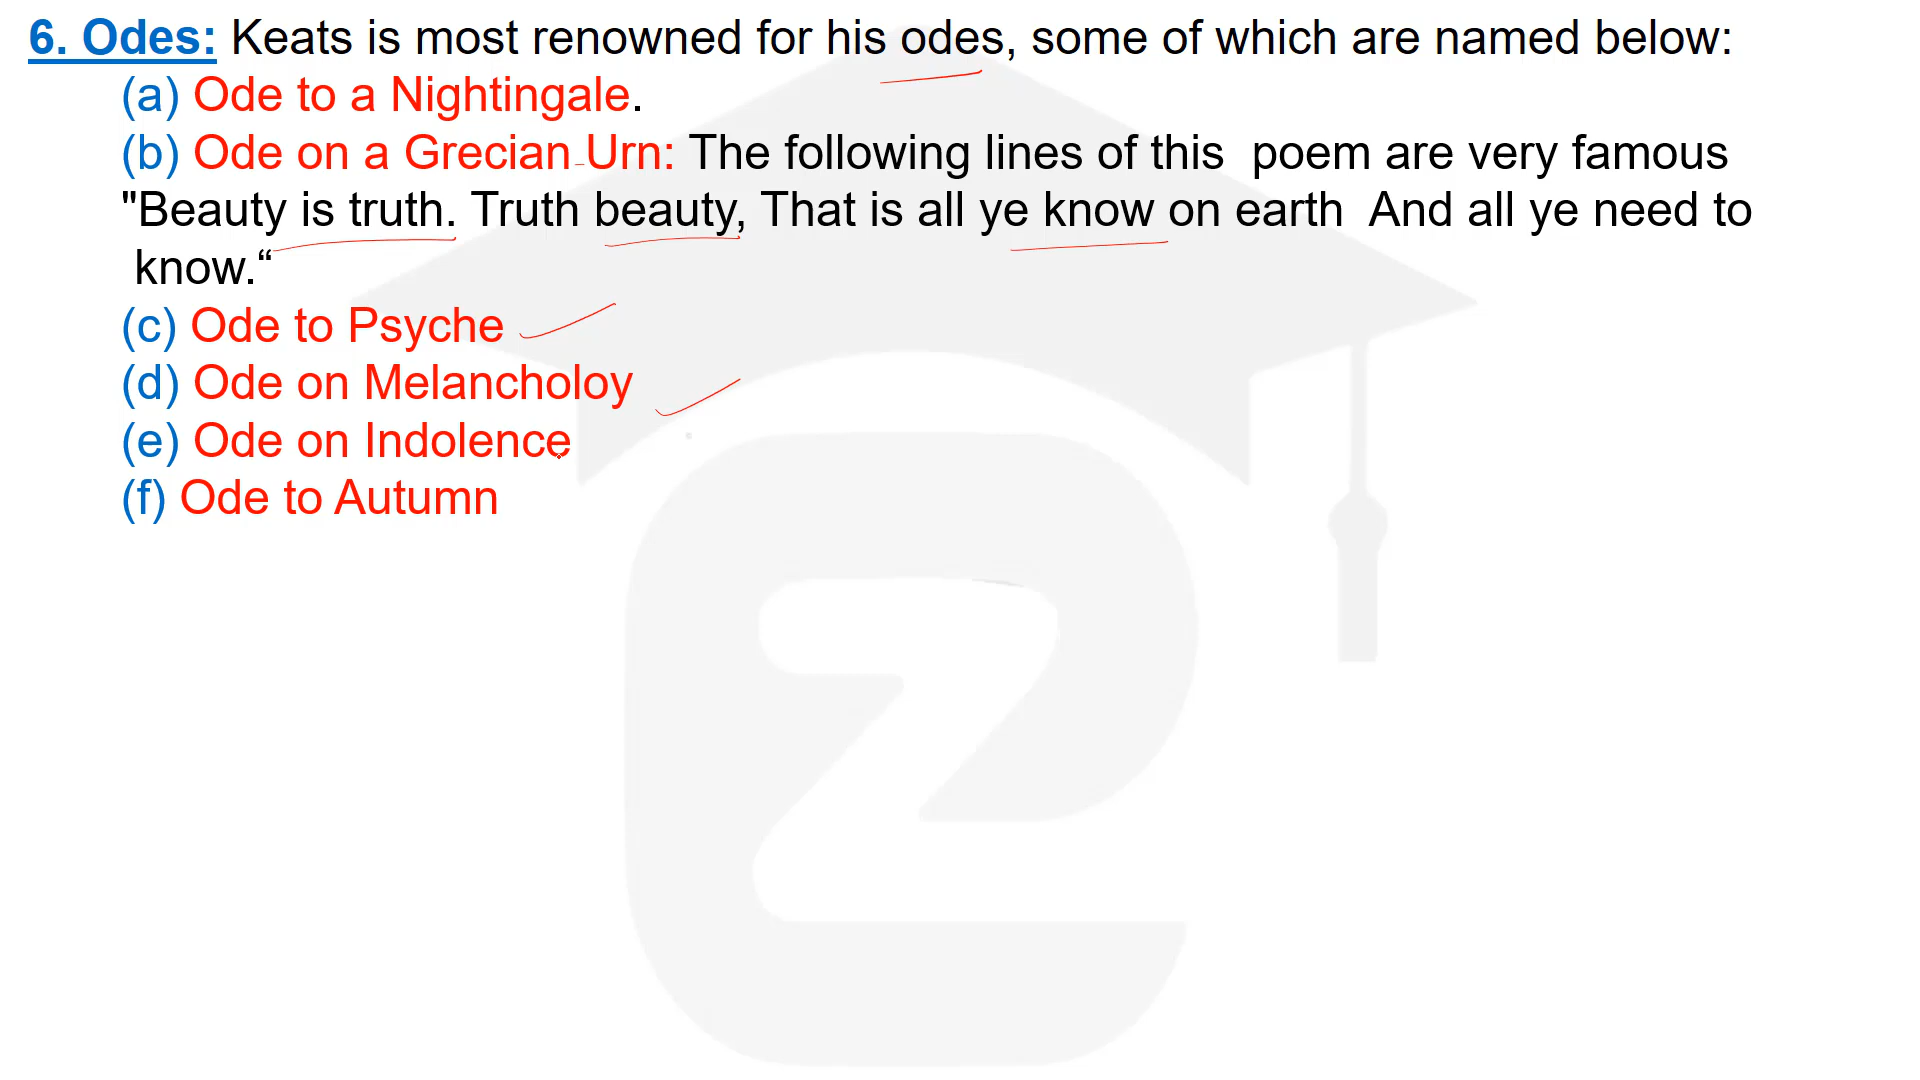 6. Odes: Keats is most renowned for his odes, some of which are named below:
(a) Ode to a Nightingale.
(b) Ode on a Grecian Urn: The following lines of this  poem are very famous
"Beauty is truth. Truth beauty, That is all ye know on earth  And all ye need to
know.“
(c) Ode to Psyche
(d) Ode on Melancholoy
(e) Ode on Indolence
(f) Ode to Autumn